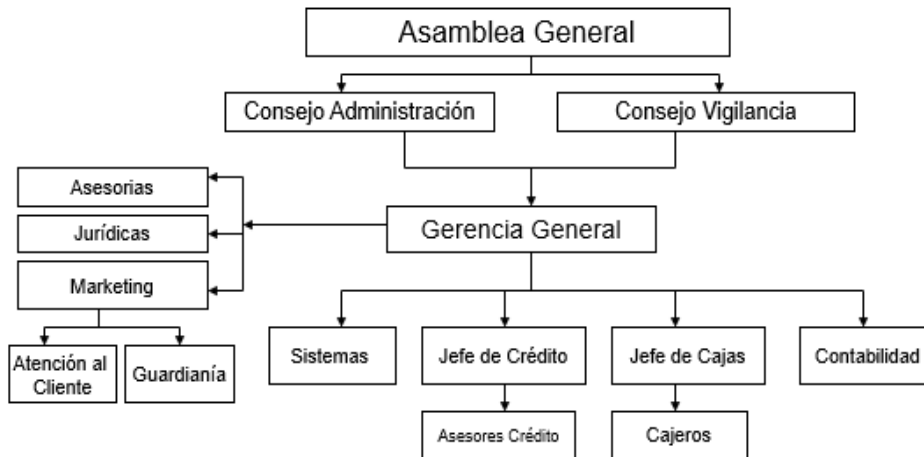 Asamblea General
Consejo Administración
Consejo Vigilancia
Asesorias
Jurídicas
Gerencia General
Marketing
Atención al
Cliente
Guardianía
Sistemas
Jefe de Crédito
Jefe de Cajas
Contabilidad
Asesores Crédito
Cajeros